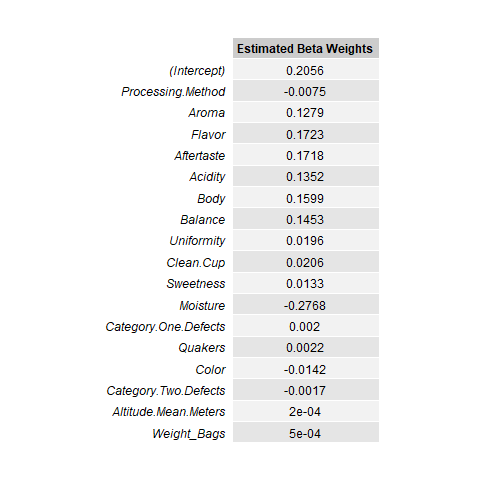 Estimated Beta Weights
(Intercept) 0.2056
Processing.Method -0.0075
Aroma 0.1279
Flavor 0.1723
Aftertaste 0.1718
Acidity 0.1352
Body 0.1599
Balance 0.1453
Uniformity 0.0196
Clean.Cup 0.0206
Sweetness 0.0133
Moisture -0.2768
Category.One.Defects 0.002
Quakers 0.0022
Color -0.0142
Category.Two.Defects -0.0017
Altitude.Mean.Meters 2e-04
Weight_Bags 5e-04